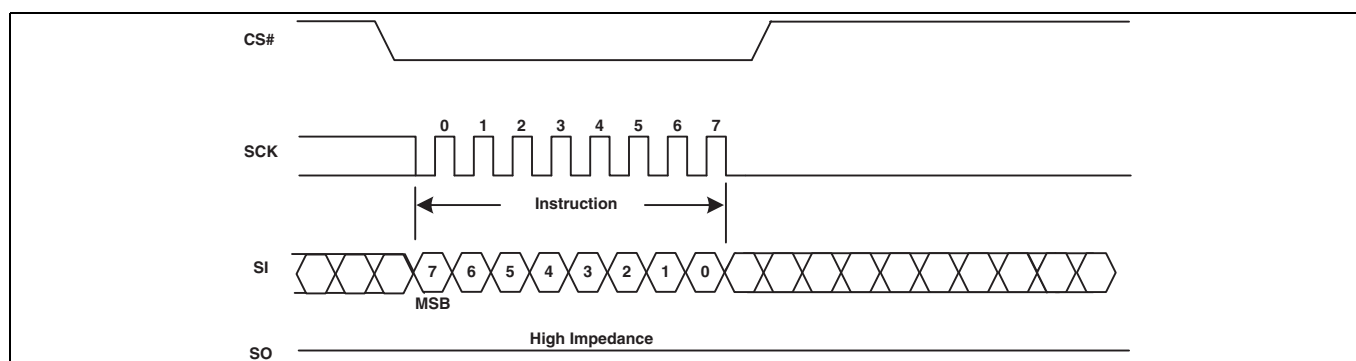 CS#
0 1 2 3 4 5 6 7
SCK
Instruction
SI
7 6 5 4 3 2 1 0
MSB
High Impedance
SO